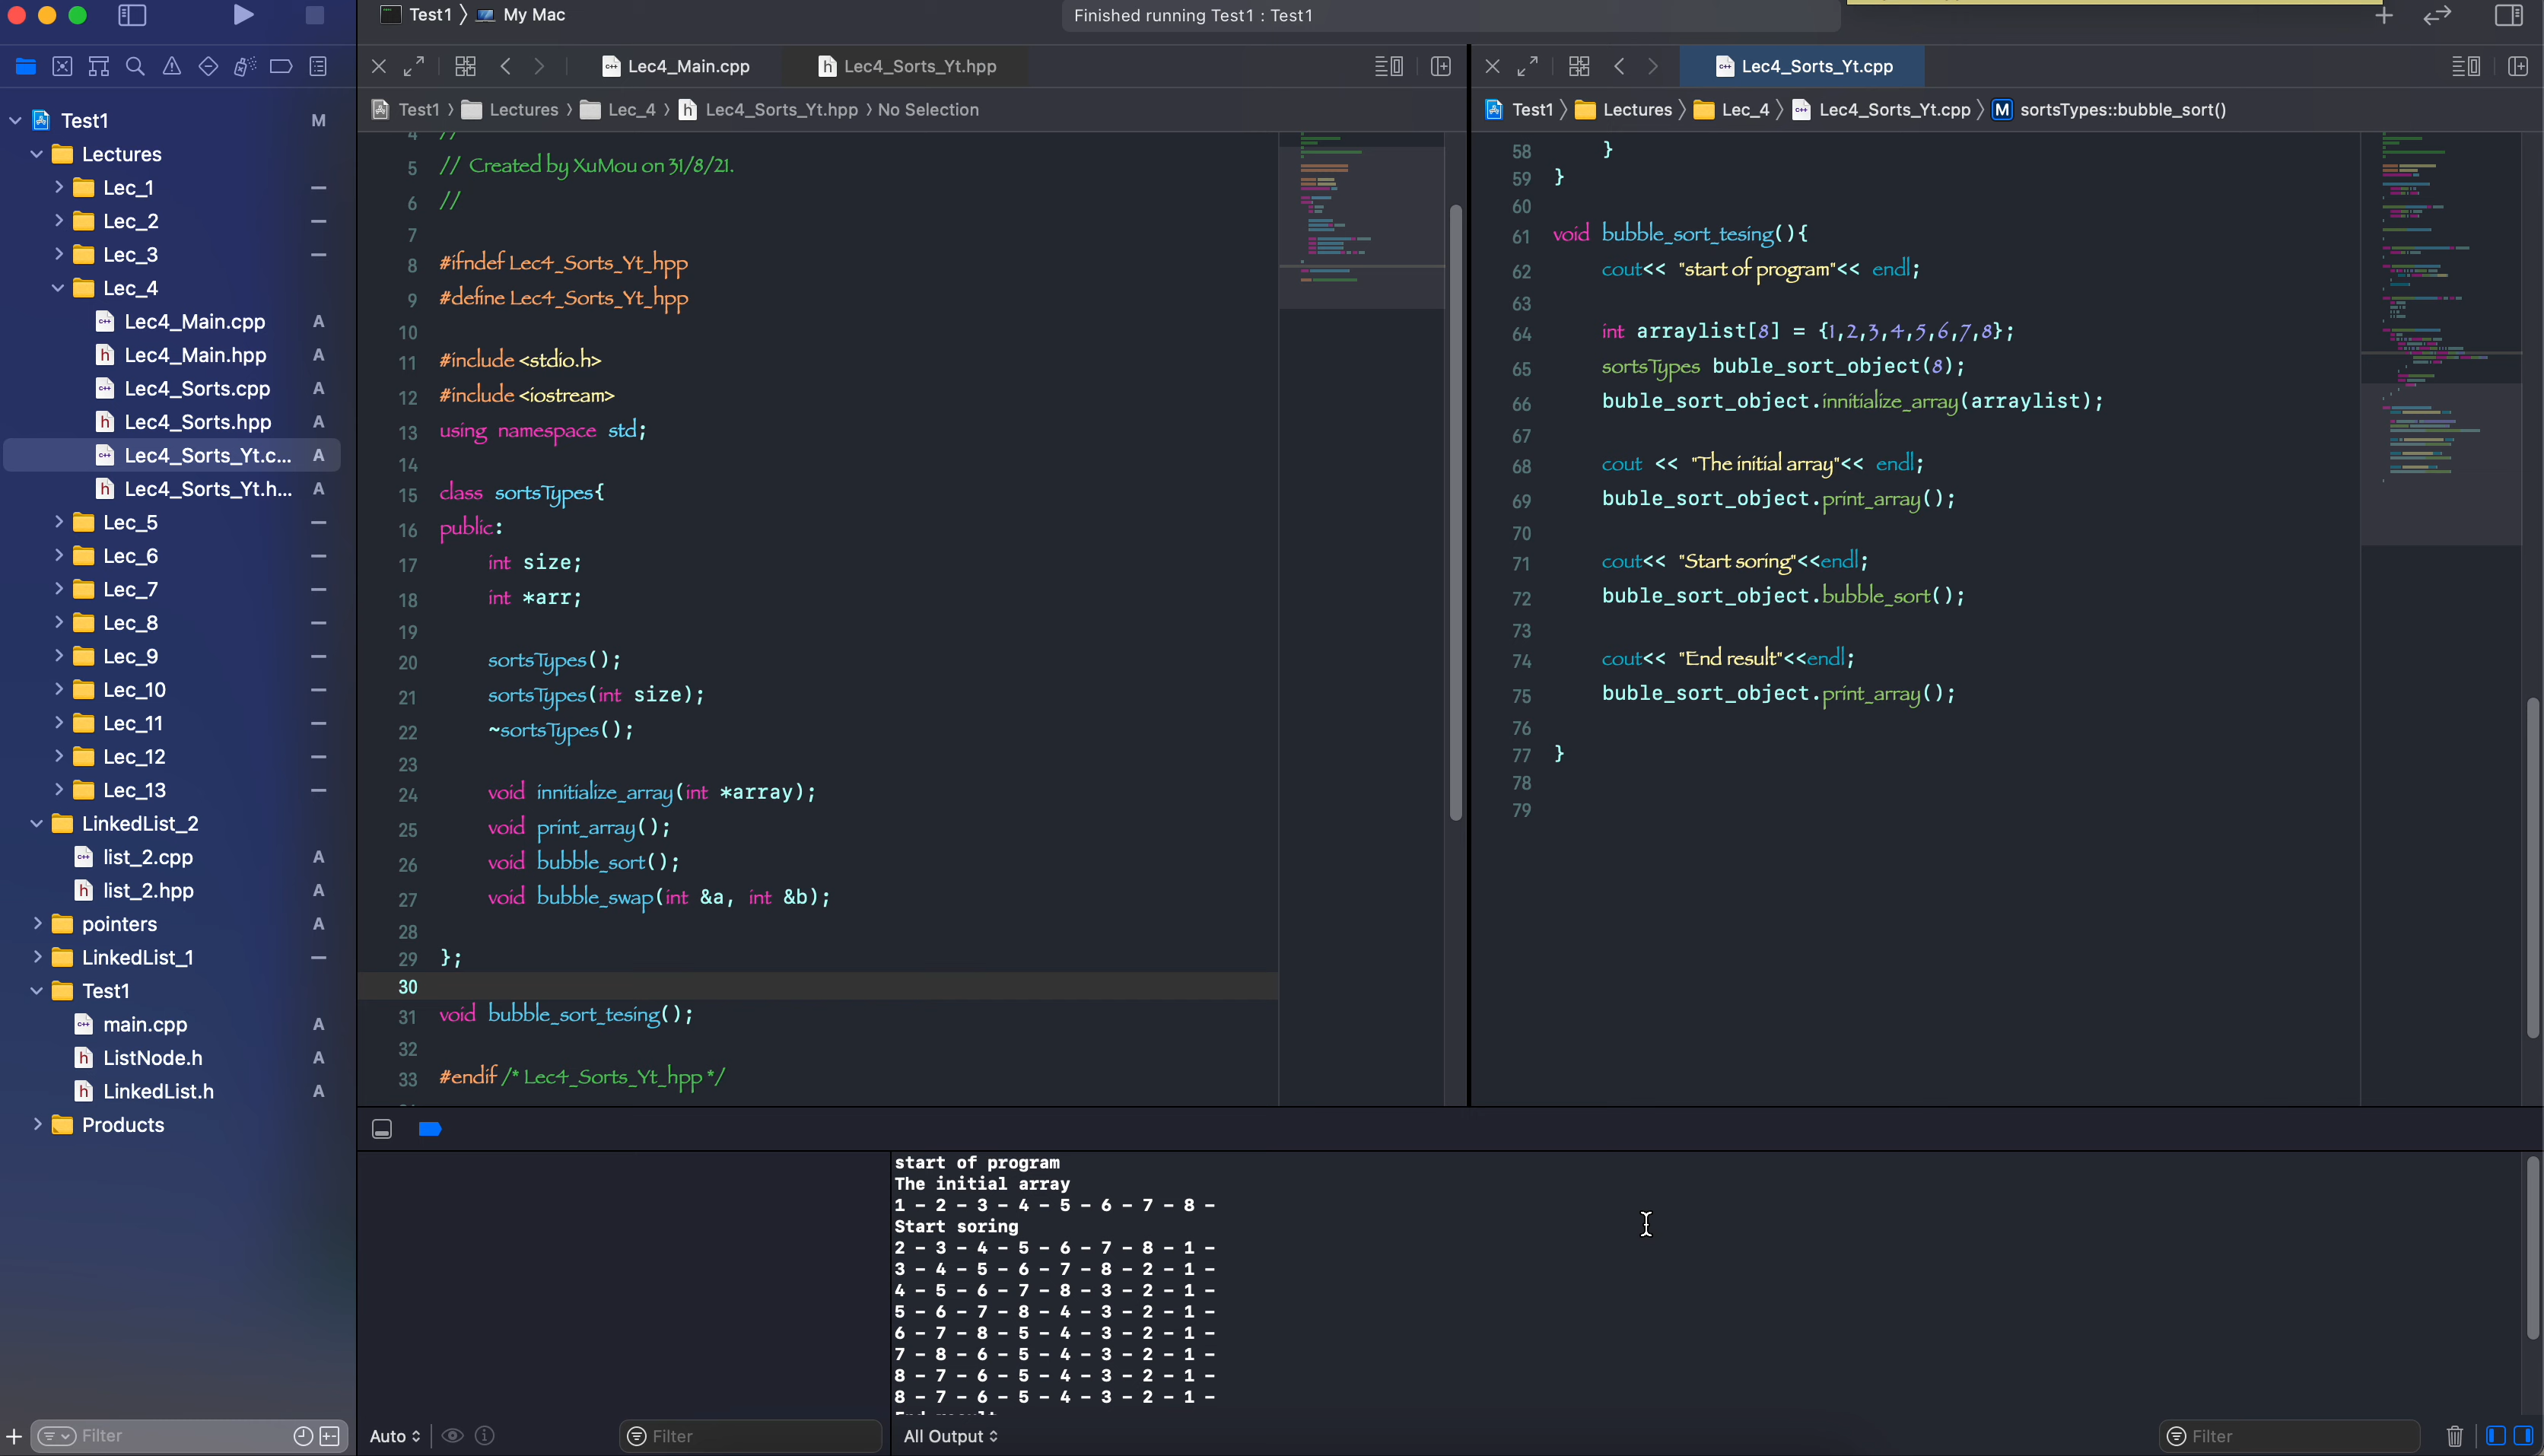 Test1 〉 My Mac
Finished running Test1 : Test1
Lec4_Main.cpp
Lec4_Sorts_Yt.hpp
Lec4_Sorts_Yt.cpp
Test1 〉 Lectures 〉 Lec_4 〉 Lec4_Sorts_Yt.hpp 〉 No Selection
Test1 〉 Lectures 〉 Lec_4 〉 Lec4_Sorts_Yt.cpp 〉 M sortsTypes::bubble_sort()
Test1 M
Lectures
Lec_1
Lec_2
Lec_3
Lec_4
Lec4_Main.cpp A
Lec4_Main.hpp A
Lec4_Sorts.cpp A
Lec4_Sorts.hpp A
Lec4_Sorts_Yt.c... A
Lec4_Sorts_Yt.h... A
Lec_5
Lec_6
Lec_7
Lec_8
Lec_9
Lec_10
Lec_11
Lec_12
Lec_13
LinkedList_2
list_2.cpp A
list_2.hpp A
pointers A
LinkedList_1
Test1
main.cpp A
ListNode.h A
LinkedList.h A
Products
Filter
4 //
5 // Created by XuMou on 31/8/21.
6 //
7
8 #ifndef Lec4_Sorts_Yt_hpp
9 #define Lec4_Sorts_Yt_hpp
10
11 #include <stdio.h>
12 #include <iostream>
13 using namespace std;
14
15 class sortsTypes{
16 public:
17 int size;
18 int *arr;
19
20 sortsTypes();
21 sortsTypes(int size);
22 ~sortsTypes();
23
24 void innitialize_array(int *array);
25 void print_array();
26 void bubble_sort();
27 void bubble_swap(int &a, int &b);
28
29 };
30
31 void bubble_sort_tesing();
32
33 #endif /* Lec4_Sorts_Yt_hpp */
58 }
59 }
60
61 void bubble_sort_tesing(){
62 cout<< "start of program"<< endl;
63
64 int arraylist[8] = {1,2,3,4,5,6,7,8};
65 sortsTypes buble_sort_object(8);
66 buble_sort_object.innitialize_array(arraylist);
67
68 cout << "The initial array"<< endl;
69 buble_sort_object.print_array();
70
71 cout<< "Start soring"<<endl;
72 buble_sort_object.bubble_sort();
73
74 cout<< "End result"<<endl;
75 buble_sort_object.print_array();
76
77 }
78
79
start of program
The initial array
1 - 2 - 3 - 4 - 5 - 6 - 7 - 8 -
Start soring
2 - 3 - 4 - 5 - 6 - 7 - 8 - 1 -
3 - 4 - 5 - 6 - 7 - 8 - 2 - 1 -
4 - 5 - 6 - 7 - 8 - 3 - 2 - 1 -
5 - 6 - 7 - 8 - 4 - 3 - 2 - 1 -
6 - 7 - 8 - 5 - 4 - 3 - 2 - 1 -
7 - 8 - 6 - 5 - 4 - 3 - 2 - 1 -
8 - 7 - 6 - 5 - 4 - 3 - 2 - 1 -
8 - 7 - 6 - 5 - 4 - 3 - 2 - 1 -
Auto
Filter
All Output
Filter